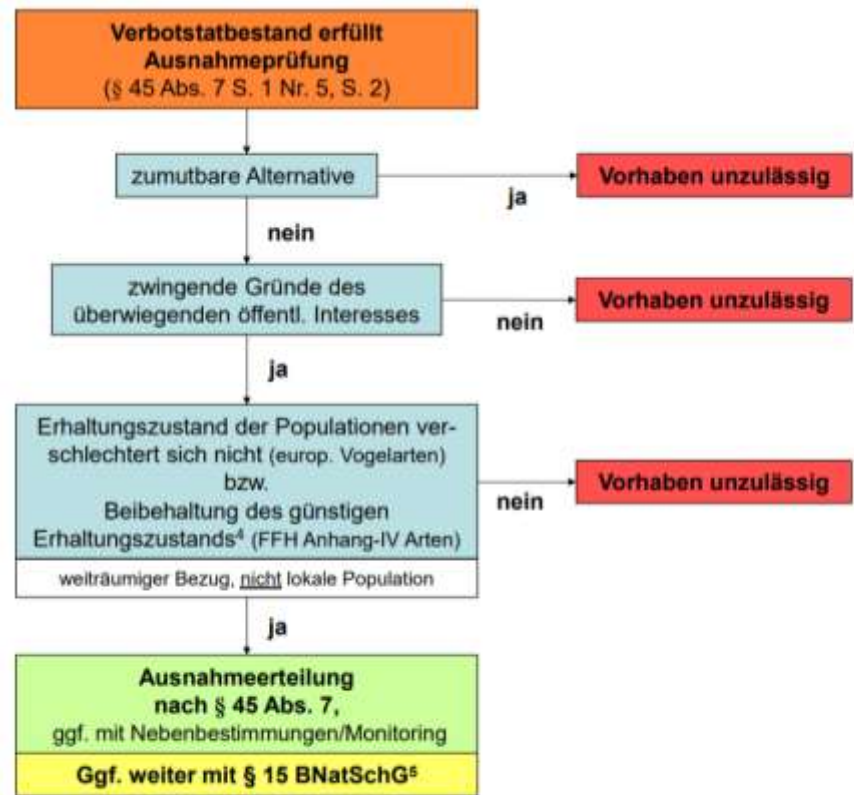 Verbotstatbestand erfüllt
Ausnahmeprüfung
(§ 45 Abs. 7 S. 1 Nr. 5, S. 2)
zumutbare Alternative
ja
Vorhaben unzulässig
nein
zwingende Gründe des
überwiegenden öffentl. Interesses
nein
Vorhaben unzulässig
ja
Erhaltungszustand der Populationen ver-
schlechtert sich nicht (europ. Vogelarten)
bzw.
Beibehaltung des günstigen
Erhaltungszustands⁴ (FFH Anhang-IV Arten)
nein
Vorhaben unzulässig
weiträumiger Bezug, nicht lokale Population
ja
Ausnahmeerteilung
nach § 45 Abs. 7,
ggf. mit Nebenbestimmungen/Monitoring
Ggf. weiter mit § 15 BNatSchG⁵